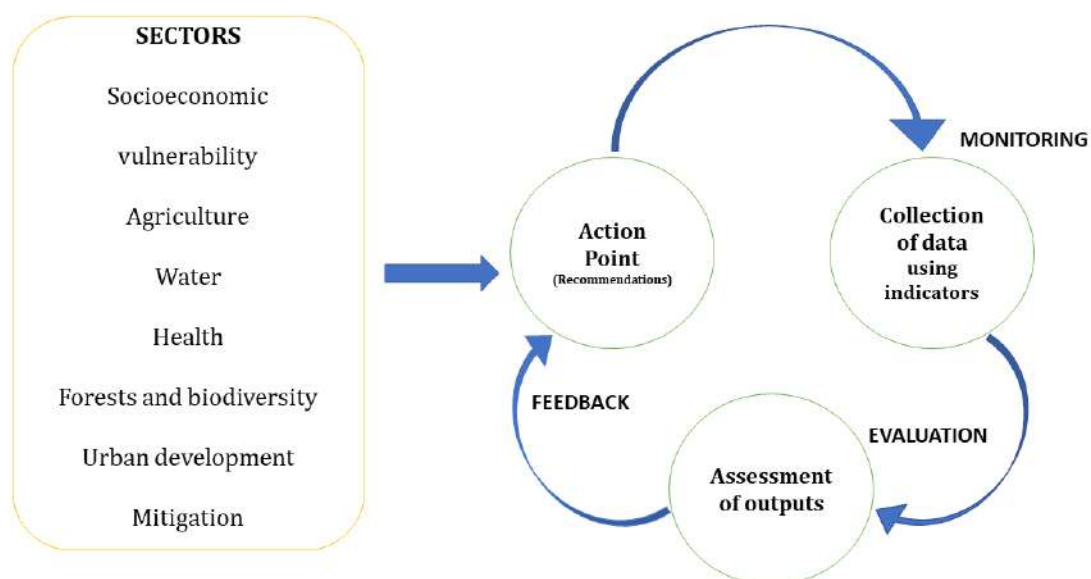 SECTORS
Socioeconomic
vulnerability
Agriculture
Water
Health
Forests and biodiversity
Urban development
Mitigation
Action
Point
(Recommendations)
MONITORING
Collection
of data
using
indicators
EVALUATION
Assessment
of outputs
FEEDBACK